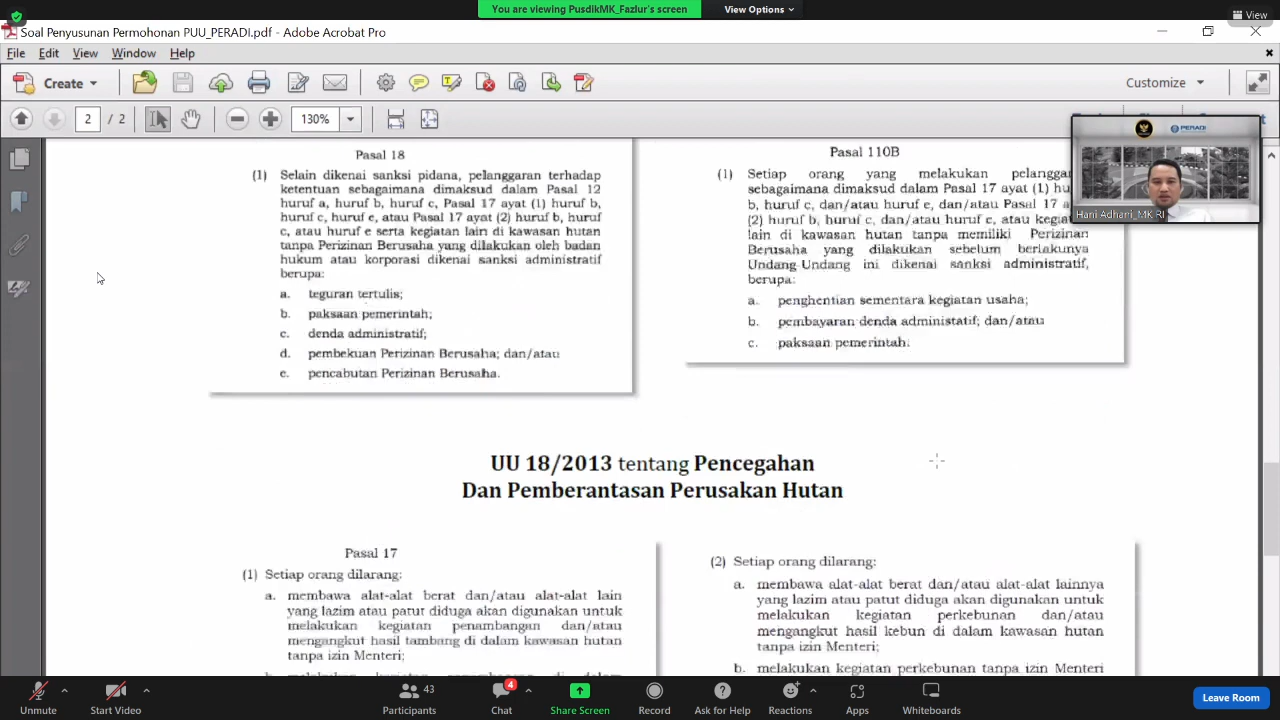 You are viewing PusdikMK_Fazlur's screen
View Options
View
Soal Penyusunan Permohonan PUU_PERADI.pdf - Adobe Acrobat Pro
File Edit View Window Help
Create
Customize
2 / 2
130%
PERADI
Hani Adhani_MK RI
Pasal 18
(1) Selain dikenai sanksi pidana, pelanggaran terhadap
ketentuan sebagaimana dimaksud dalam Pasal 12
huruf a, huruf b, huruf c, Pasal 17 ayat (1) huruf b,
huruf c, huruf e, atau Pasal 17 ayat (2) huruf b, huruf
c, atau huruf e serta kegiatan lain di kawasan hutan
tanpa Perizinan Berusaha yang dilakukan oleh badan
hukum atau korporasi dikenai sanksi administratif
berupa:
a. teguran tertulis;
b. paksaan pemerintah;
c. denda administratif;
d. pembekuan Perizinan Berusaha; dan/atau
e. pencabutan Perizinan Berusaha.
Pasal 110B
(1) Setiap orang yang melakukan pelanggar
sebagaimana dimaksud dalam Pasal 17 ayat (1) hu
b, huruf c, dan/atau huruf e, dan/atau Pasal 17 a
(2) huruf b, huruf c, dan/atau huruf e, atau kegiat
lain di kawasan hutan tanpa memiliki Perizinan
Berusaha yang dilakukan sebelum berlakunya
Undang-Undang ini dikenai sanksi administratif,
berupa:
a. penghentian sementara kegiatan usaha;
b. pembayaran denda administatif; dan/atau
c. paksaan pemerintah.
UU 18/2013 tentang Pencegahan
Dan Pemberantasan Perusakan Hutan
Pasal 17
(1) Setiap orang dilarang:
a. membawa alat-alat berat dan/atau alat-alat lain
yang lazim atau patut diduga akan digunakan untuk
melakukan kegiatan penambangan dan/atau
mengangkut hasil tambang di dalam kawasan hutan
tanpa izin Menteri;
(2) Setiap orang dilarang:
a. membawa alat-alat berat dan/atau alat-alat lainnya
yang lazim atau patut diduga akan digunakan untuk
melakukan kegiatan perkebunan dan/atau
mengangkut hasil kebun di dalam kawasan hutan
tanpa izin Menteri;
b. melakukan kegiatan perkebunan tanpa izin Menteri
Unmute
Start Video
43
Participants
4
Chat
Share Screen
Record
Ask for Help
Reactions
Apps
Whiteboards
Leave Room